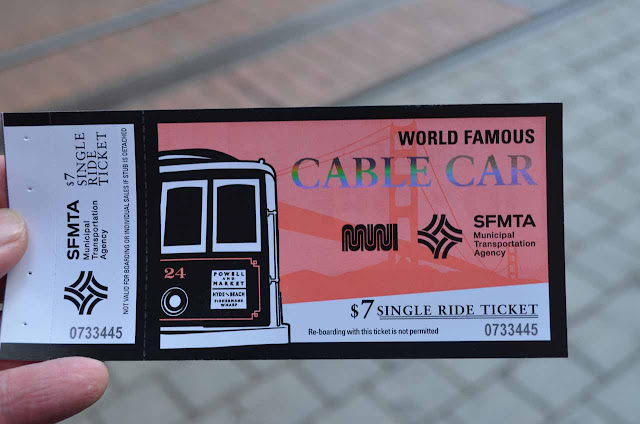 $7
SINGLE
RIDE
TICKET
SFMTA
Municipal
Transportation
Agency
NOT VALID FOR BOARDING OR INDIVIDUAL SALES IF STUB IS DETACHED
0733445
24
POWELL
AND
MARKET
HYDE AND BEACH
FISHERMANS
WHARF
WORLD FAMOUS
CABLE CAR
MUNI
SFMTA
Municipal
Transportation
Agency
$7 SINGLE RIDE TICKET
Re-boarding with this ticket is not permitted
0733445